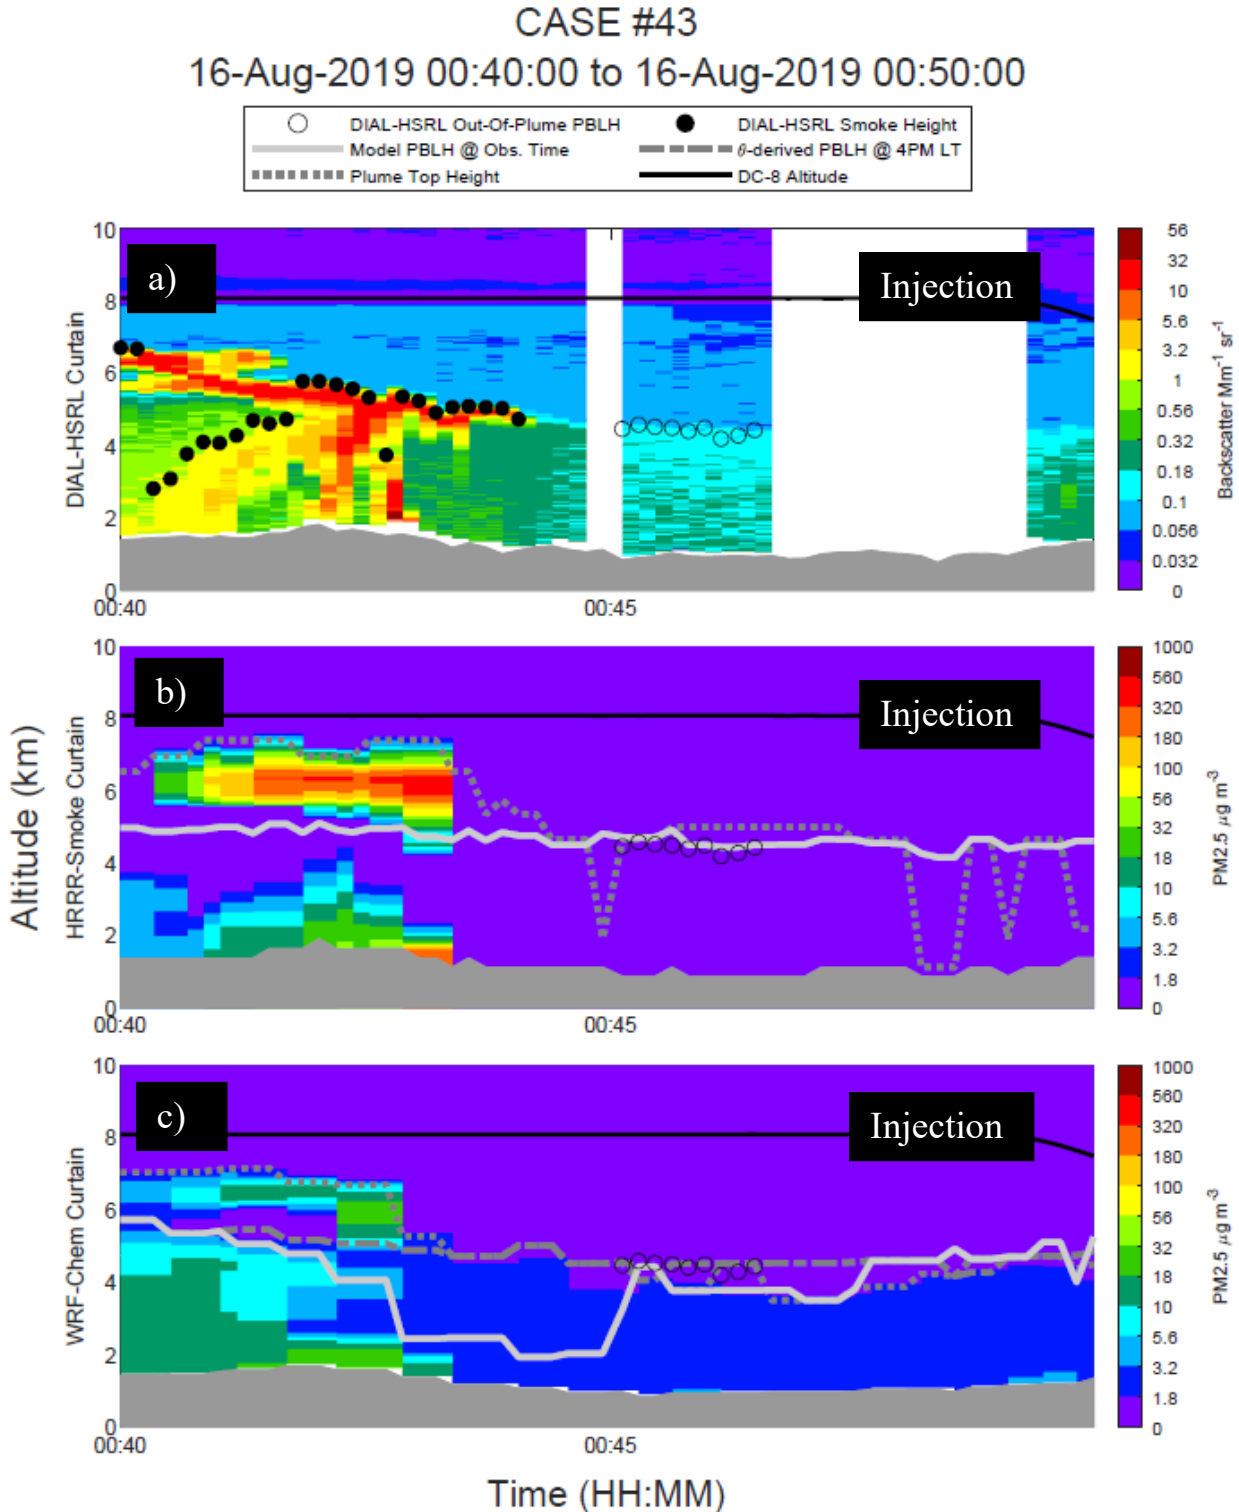 CASE #43
16-Aug-2019 00:40:00 to 16-Aug-2019 00:50:00
DIAL-HSRL Out-Of-Plume PBLH
DIAL-HSRL Smoke Height
Model PBLH @ Obs. Time
θ-derived PBLH @ 4PM LT
Plume Top Height
DC-8 Altitude
a)
Injection
DIAL-HSRL Curtain
10
8
6
4
2
0
00:40
00:45
56
32
10
5.6
3.2
1
0.56
0.32
0.18
0.1
0.056
0.032
0
Backscatter Mm⁻¹ sr⁻¹
Altitude (km)
b)
Injection
HRRR-Smoke Curtain
10
8
6
4
2
0
00:40
00:45
1000
560
320
180
100
56
32
18
10
5.6
3.2
1.8
0
PM2.5 μg m⁻³
c)
Injection
WRF-Chem Curtain
10
8
6
4
2
0
00:40
00:45
1000
560
320
180
100
56
32
18
10
5.6
3.2
1.8
0
PM2.5 μg m⁻³
Time (HH:MM)